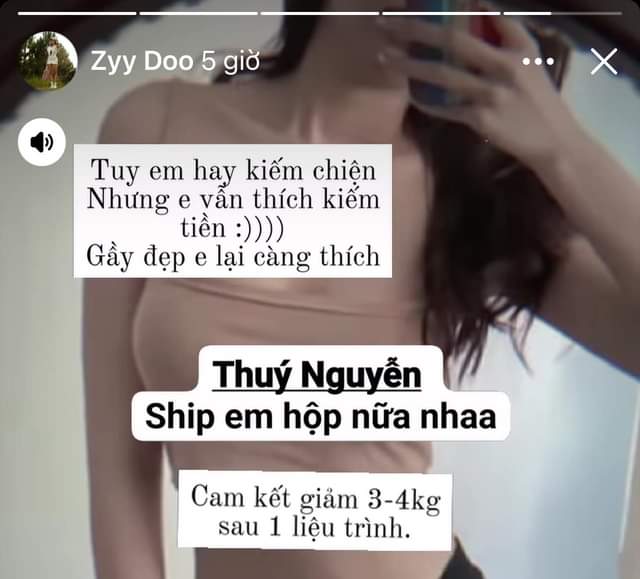 Zyy Doo 5 giờ
Tuy em hay kiếm chiện
Nhưng e vẫn thích kiếm
tiền :))))
Gầy đẹp e lại càng thích
Thuý Nguyễn
Ship em hộp nữa nhaa
Cam kết giảm 3-4kg
sau 1 liệu trình.